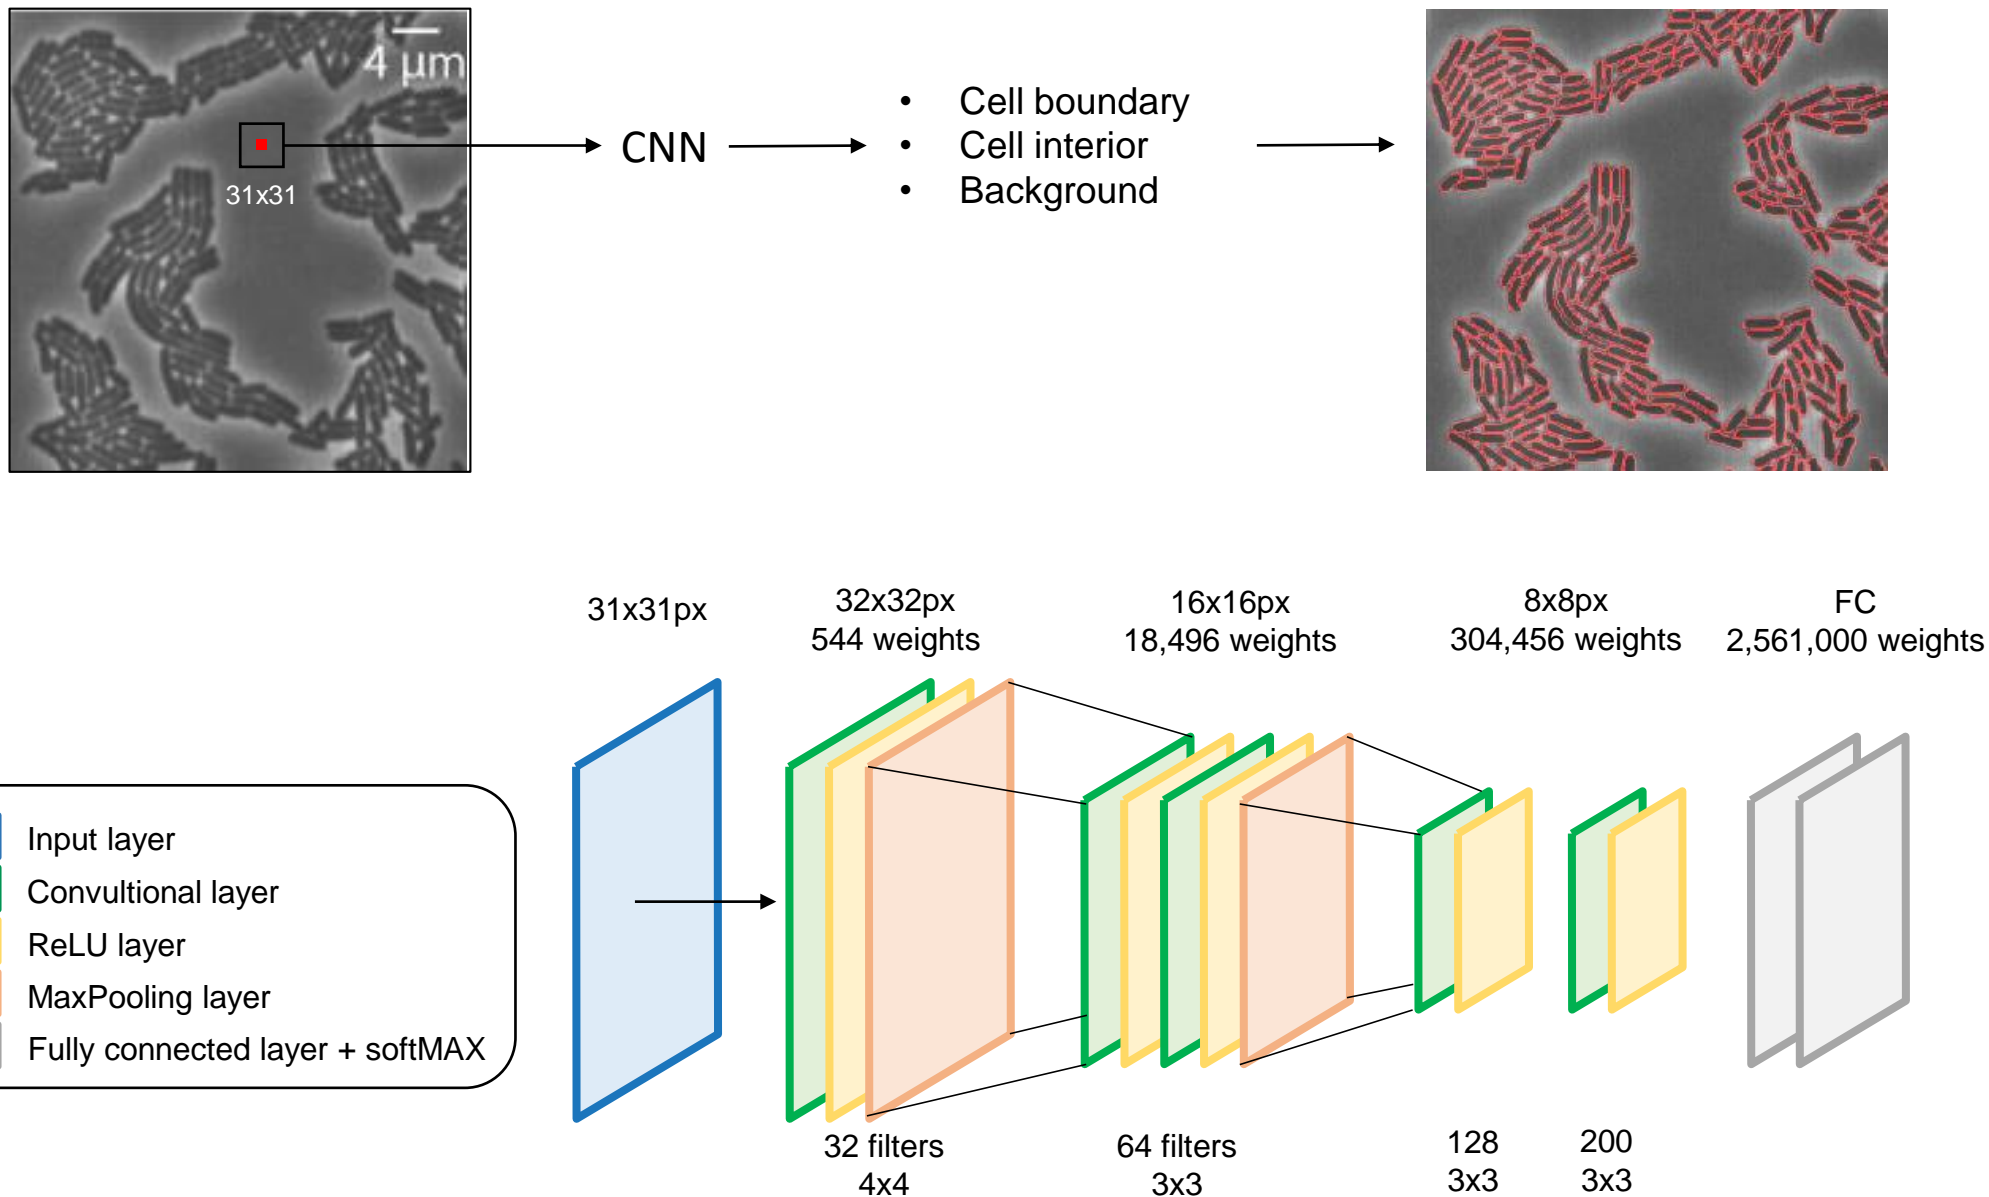 4 µm
31x31
CNN
• Cell boundary
• Cell interior
• Background
31x31px
32x32px
544 weights
16x16px
18,496 weights
8x8px
304,456 weights
FC
2,561,000 weights
Input layer
Convultional layer
ReLU layer
MaxPooling layer
Fully connected layer + softMAX
32 filters
4x4
64 filters
3x3
128
3x3
200
3x3